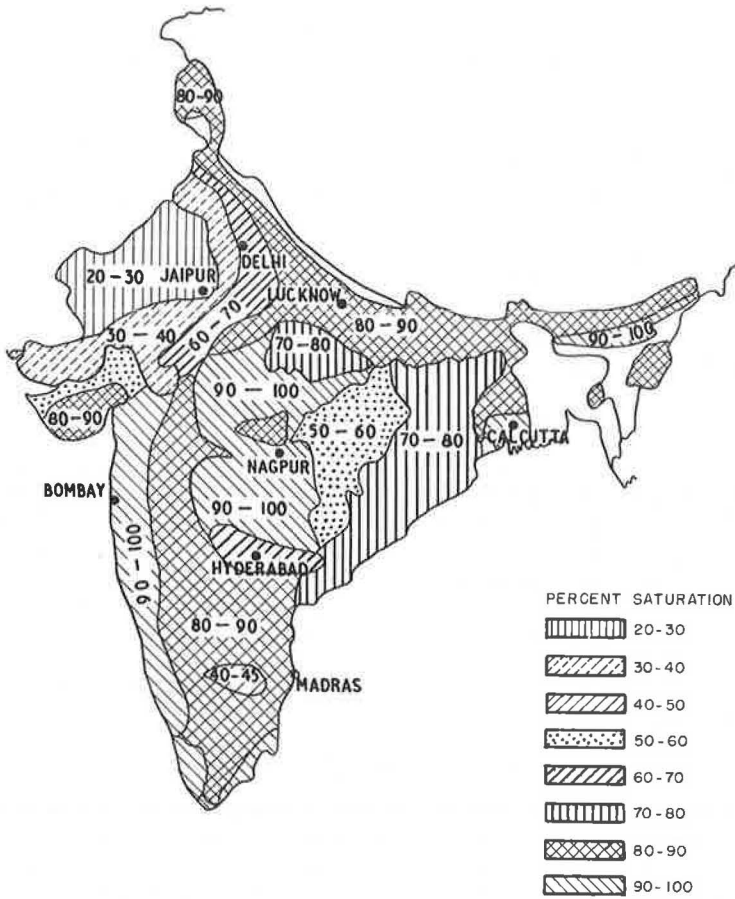 80-90
DELHI
20-30 JAIPUR
LUCKNOW
60-70
30-40
80-90
70-80
90-100
90-100
80-90
50-60
70-80
CALCUTTA
NAGPUR
BOMBAY
90-100
90-100
HYDERABAD
80-90
40-45
MADRAS
PERCENT SATURATION
20-30
30-40
40-50
50-60
60-70
70-80
80-90
90-100